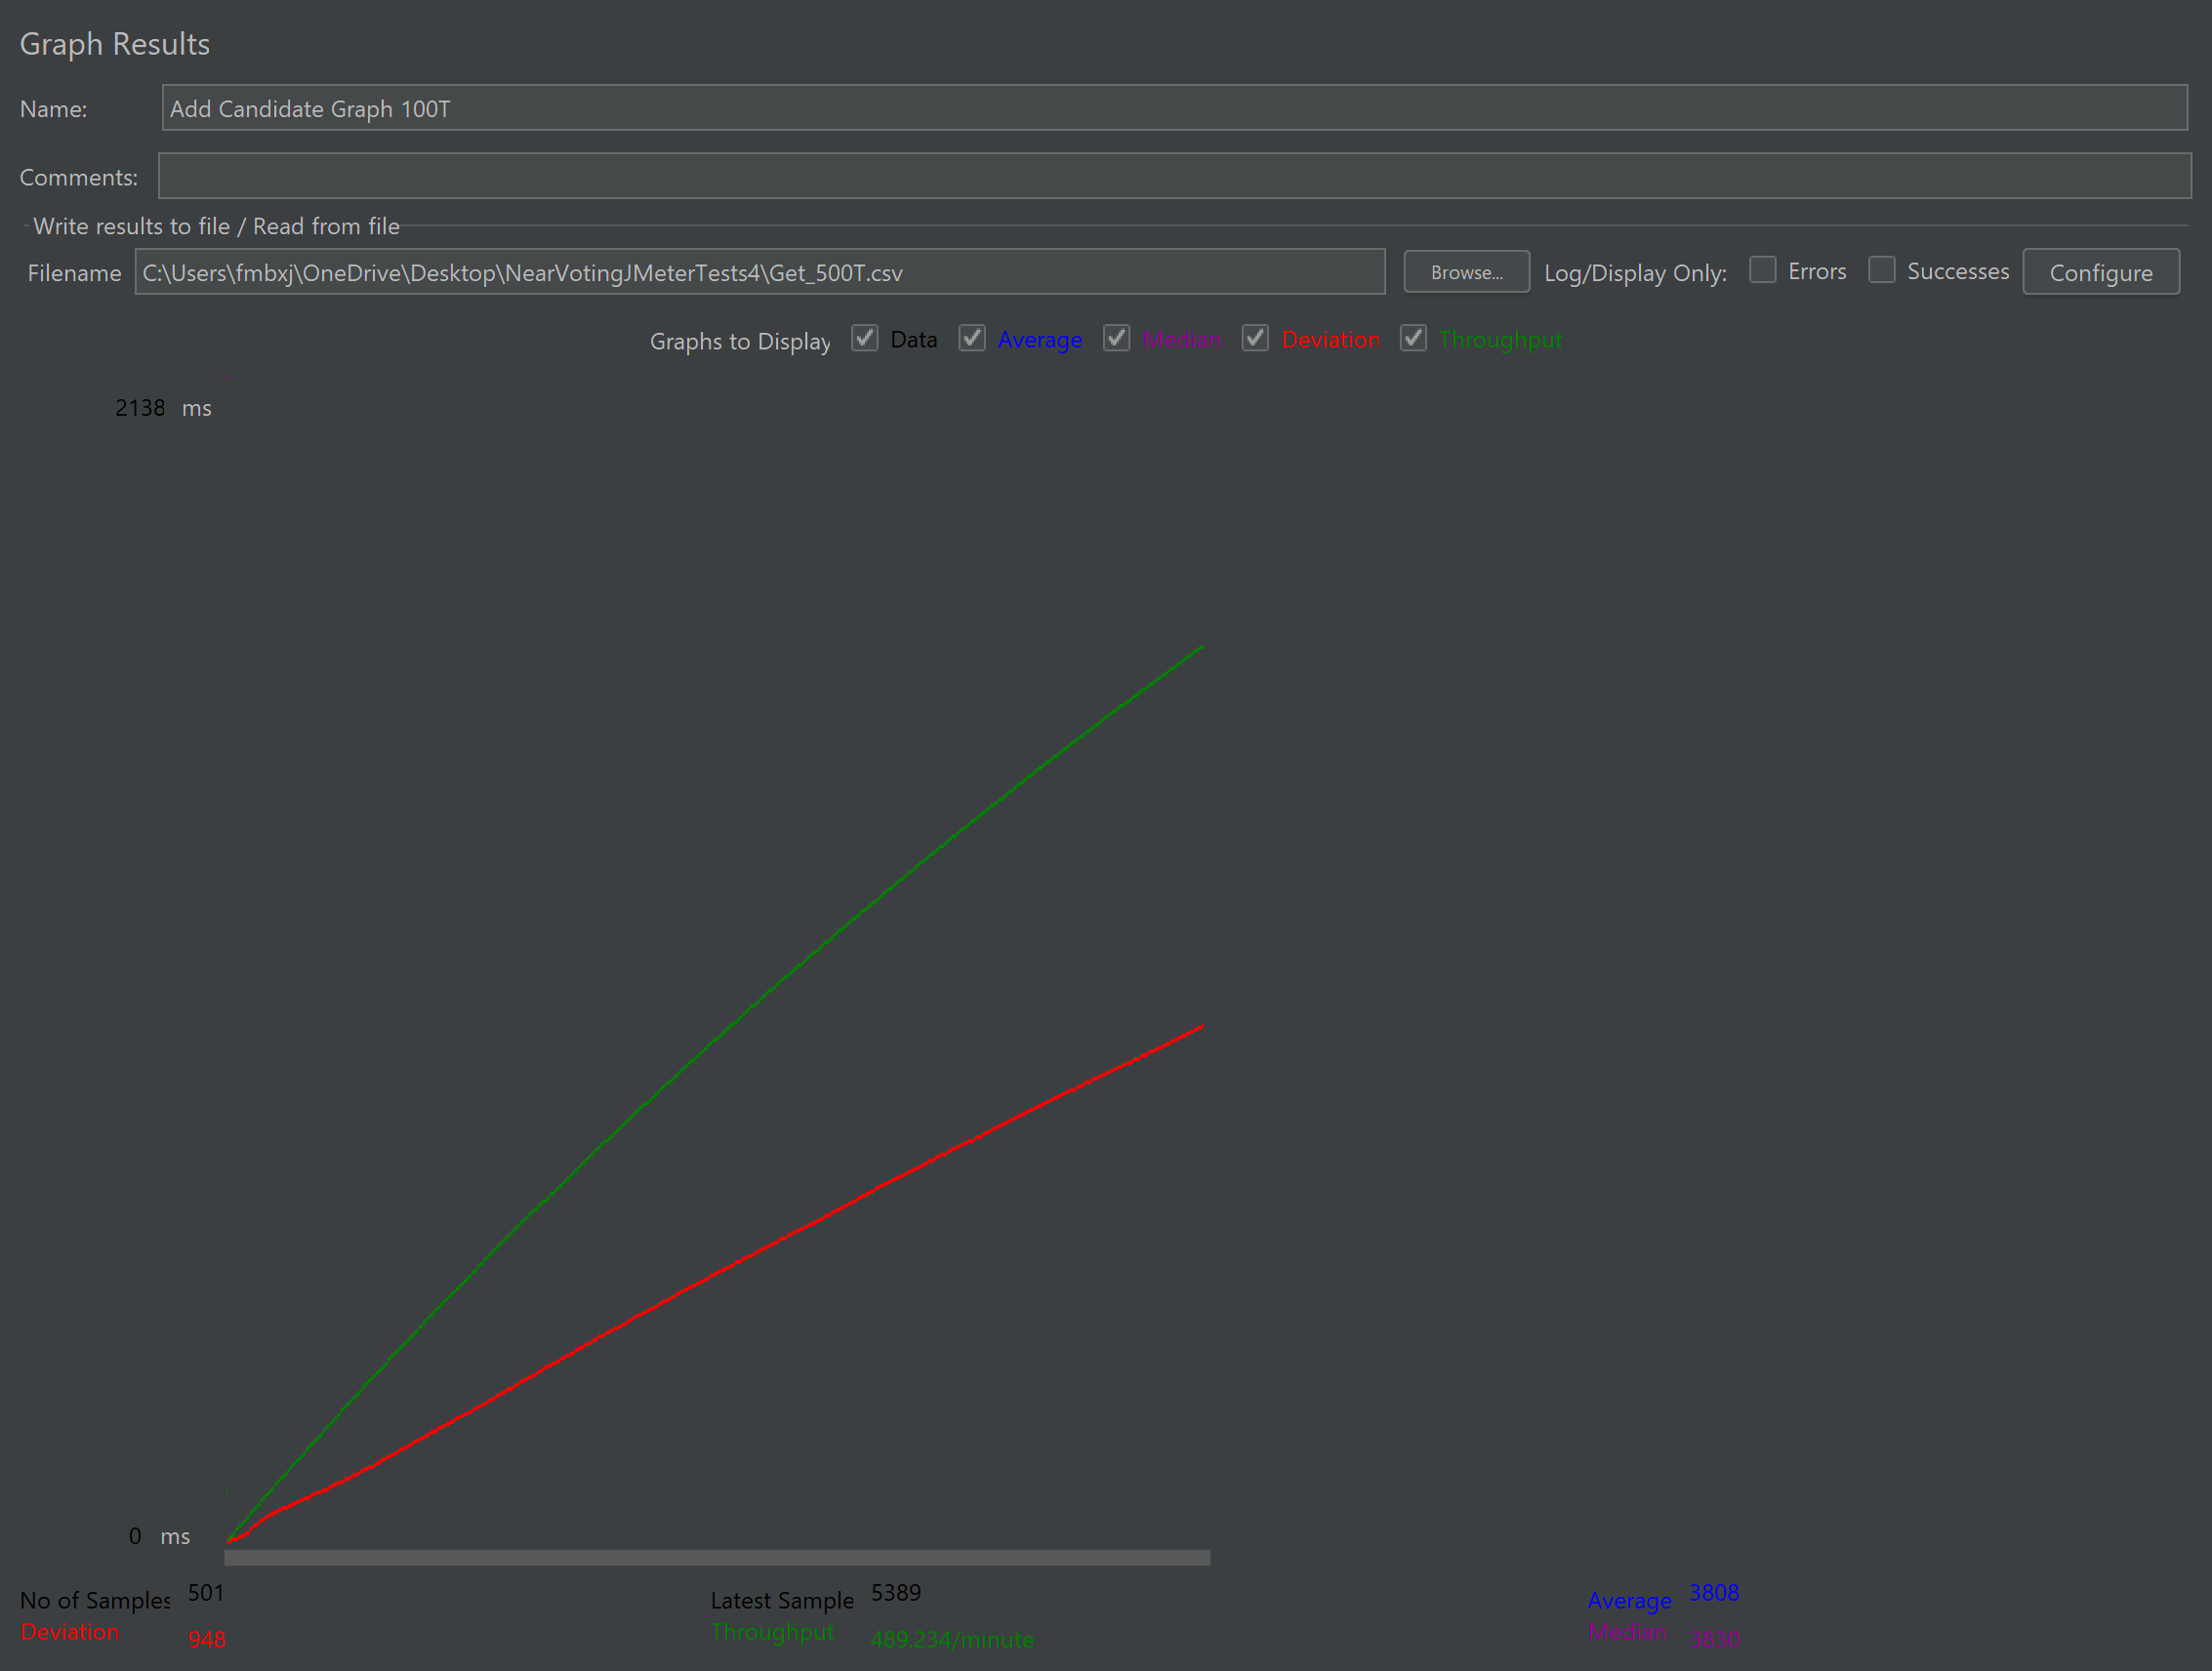 Graph Results
Name: Add Candidate Graph 100T
Comments:
Write results to file / Read from file
Filename C:\Users\fmbxj\OneDrive\Desktop\NearVotingJMeterTests4\Get_500T.csv Browse... Log/Display Only: Errors Successes Configure
Graphs to Display Data Average Median Deviation Throughput
2138 ms
0 ms
No of Samples 501 Latest Sample 5389 Average 3808
Deviation 948 Throughput 489.234/minute Median 3830